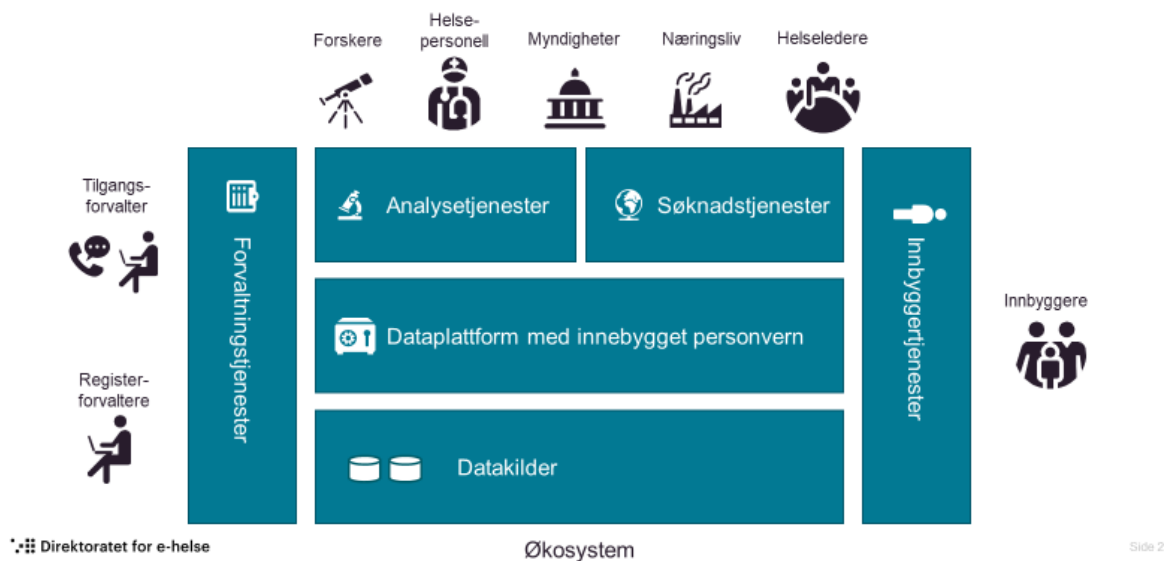 Forskere
Helse-
personell
Myndigheter
Næringsliv
Helseledere
Tilgangs-
forvalter
Register-
forvaltere
Forvaltningstjenester
Analysetjenester
Søknadstjenester
Dataplattform med innebygget personvern
Datakilder
Innbyggertjenester
Innbyggere
Direktoratet for e-helse
Økosystem
Side 2